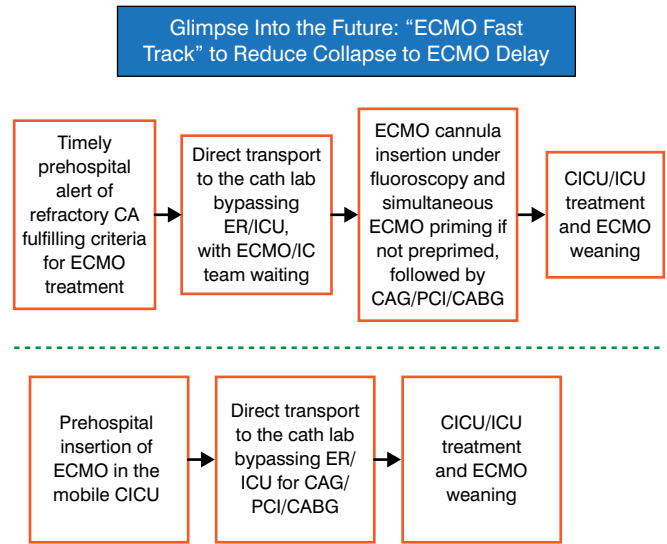 Glimpse Into the Future: “ECMO Fast
Track” to Reduce Collapse to ECMO Delay
Timely
prehospital
alert of
refractory CA
fulfilling criteria
for ECMO
treatment
Direct transport
to the cath lab
bypassing
ER/ICU,
with ECMO/IC
team waiting
ECMO cannula
insertion under
fluoroscopy and
simultaneous
ECMO priming if
not preprimed,
followed by
CAG/PCI/CABG
CICU/ICU
treatment
and ECMO
weaning
Prehospital
insertion of
ECMO in the
mobile CICU
Direct transport
to the cath lab
bypassing ER/
ICU for CAG/
PCI/CABG
CICU/ICU
treatment
and ECMO
weaning